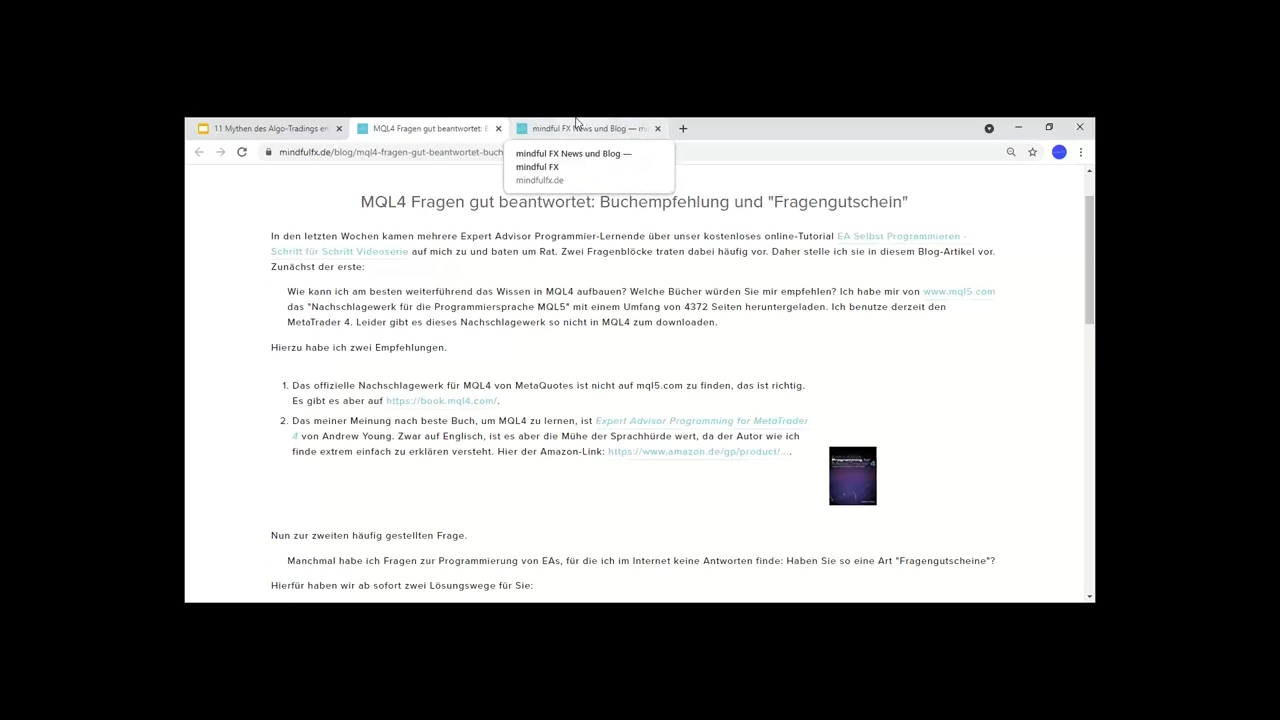 11 Mythen des Algo-Tradings en
MQL4 Fragen gut beantwortet: E
mindful FX News und Blog — mi
mindfulfx.de/blog/mql4-fragen-gut-beantwortet-buch
mindful FX News und Blog —
mindful FX
mindfulfx.de
MQL4 Fragen gut beantwortet: Buchempfehlung und "Fragengutschein"
In den letzten Wochen kamen mehrere Expert Advisor Programmier-Lernende über unser kostenloses online-Tutorial EA Selbst Programmieren -
Schritt für Schritt Videoserie auf mich zu und baten um Rat. Zwei Fragenblöcke traten dabei häufig vor. Daher stelle ich sie in diesem Blog-Artikel vor.
Zunächst der erste:
Wie kann ich am besten weiterführend das Wissen in MQL4 aufbauen? Welche Bücher würden Sie mir empfehlen? Ich habe mir von www.mql5.com
das "Nachschlagewerk für die Programmiersprache MQL5" mit einem Umfang von 4372 Seiten heruntergeladen. Ich benutze derzeit den
MetaTrader 4. Leider gibt es dieses Nachschlagewerk so nicht in MQL4 zum downloaden.
Hierzu habe ich zwei Empfehlungen.
1. Das offizielle Nachschlagewerk für MQL4 von MetaQuotes ist nicht auf mql5.com zu finden, das ist richtig.
Es gibt es aber auf https://book.mql4.com/.
2. Das meiner Meinung nach beste Buch, um MQL4 zu lernen, ist Expert Advisor Programming for MetaTrader
4 von Andrew Young. Zwar auf Englisch, ist es aber die Mühe der Sprachhürde wert, da der Autor wie ich
finde extrem einfach zu erklären versteht. Hier der Amazon-Link: https://www.amazon.de/gp/product/...
Nun zur zweiten häufig gestellten Frage.
Manchmal habe ich Fragen zur Programmierung von EAs, für die ich im Internet keine Antworten finde: Haben Sie so eine Art "Fragengutscheine"?
Hierfür haben wir ab sofort zwei Lösungswege für Sie: